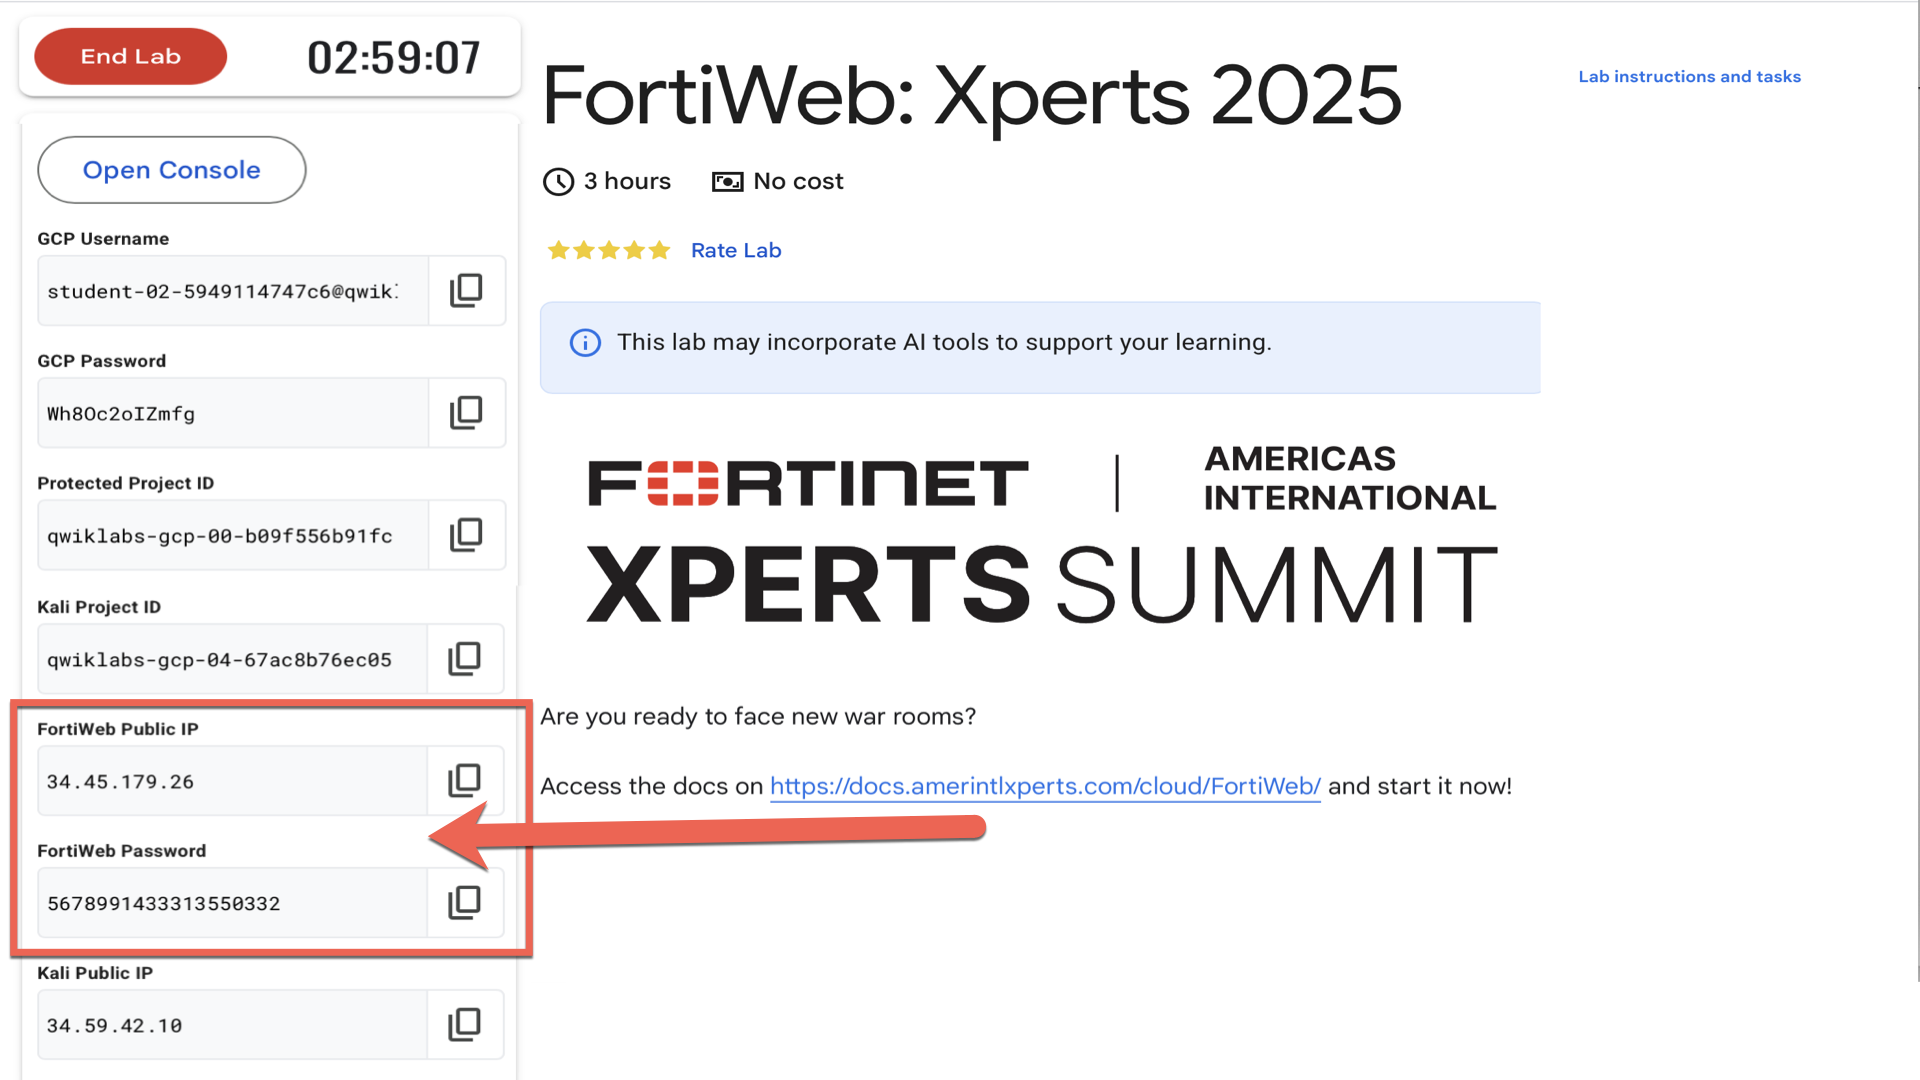 End Lab
02:59:07
Open Console
GCP Username
student-02-5949114747c6@qwik
GCP Password
Wh8Oc2oIZmfg
Protected Project ID
qwiklabs-gcp-00-b09f556b91fc
Kali Project ID
qwiklabs-gcp-04-67ac8b76ec05
FortiWeb Public IP
34.45.179.26
FortiWeb Password
5678991433313550332
Kali Public IP
34.59.42.10
FortiWeb: Xperts 2025
3 hours
No cost
Rate Lab
This lab may incorporate AI tools to support your learning.
FORTINET
AMERICAS
INTERNATIONAL
XPERTS SUMMIT
Are you ready to face new war rooms?
Access the docs on https://docs.amerintlxperts.com/cloud/FortiWeb/ and start it now!
Lab instructions and tasks